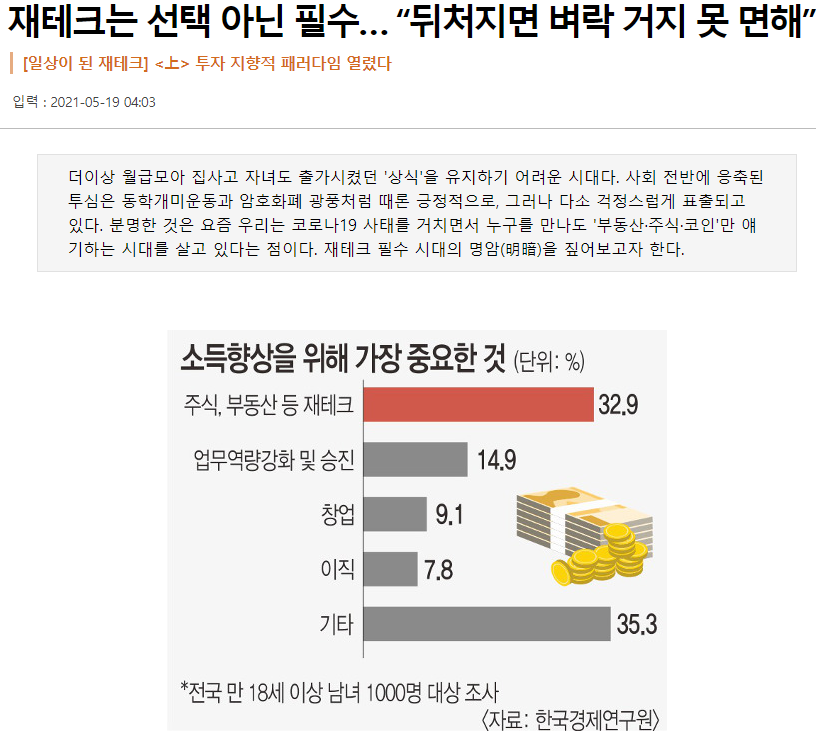 재테크는 선택 아닌 필수… “뒤처지면 벼락 거지 못 면해”
[일상이 된 재테크] <上> 투자 지향적 패러다임 열렸다
입력 : 2021-05-19 04:03
더이상 월급모아 집사고 자녀도 출가시켰던 '상식'을 유지하기 어려운 시대다. 사회 전반에 응축된
투심은 동학개미운동과 암호화폐 광풍처럼 때론 긍정적으로, 그러나 다소 걱정스럽게 표출되고
있다. 분명한 것은 요즘 우리는 코로나19 사태를 거치면서 누구를 만나도 '부동산·주식·코인'만 얘
기하는 시대를 살고 있다는 점이다. 재테크 필수 시대의 명암(明暗)을 짚어보고자 한다.
소득향상을 위해 가장 중요한 것 (단위: %)
주식, 부동산 등 재테크 32.9
업무역량강화 및 승진 14.9
창업 9.1
이직 7.8
기타 35.3
*전국 만 18세 이상 남녀 1000명 대상 조사
〈자료: 한국경제연구원〉